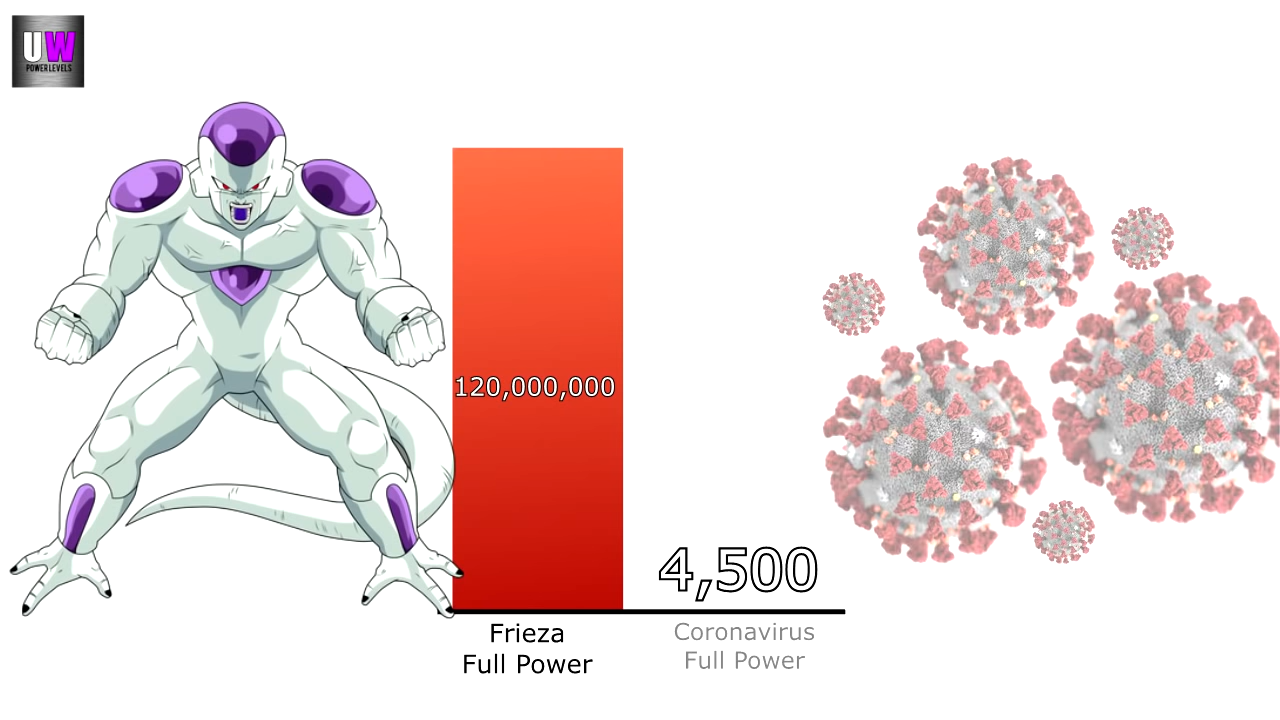 UW
POWER LEVELS
120,000,000
4,500
Frieza
Full Power
Coronavirus
Full Power